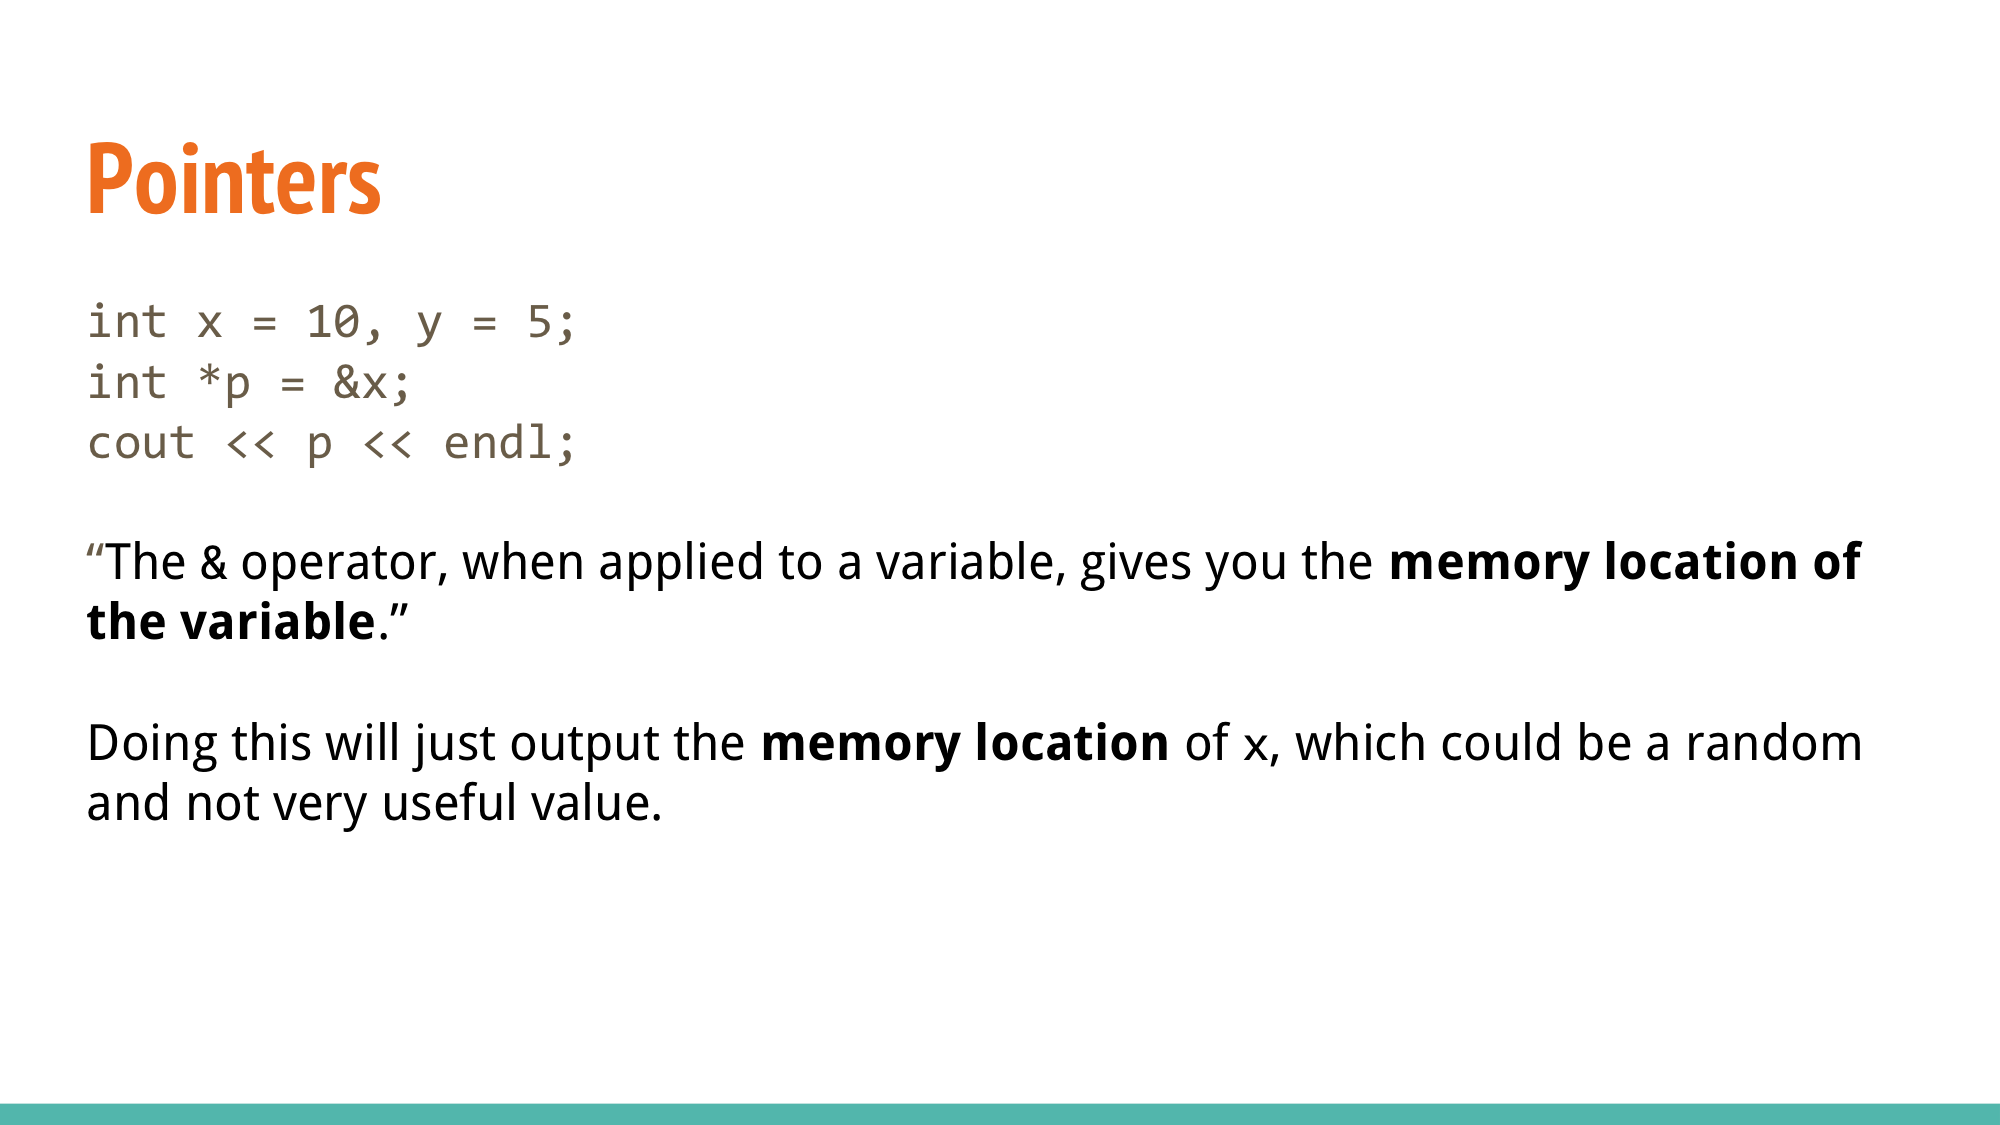 Pointers
int x = 10, y = 5;
int *p = &x;
cout << p << endl;
“The & operator, when applied to a variable, gives you the memory location of
the variable.”
Doing this will just output the memory location of x, which could be a random
and not very useful value.